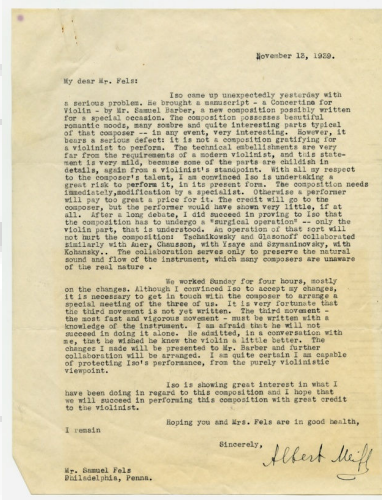 November 13, 1939.
My dear Mr. Fels:
Iso came up unexpectedly yesterday with
a serious problem. He brought a manuscript - a Concertino for
Violin - by Mr. Samuel Barber, a new composition possibly written
for a special occasion. The composition possesses beautiful
romantic moods, many sombre and quite interesting parts typical
of that composer -- in any event, very interesting. However, it
bears a serious defect: it is not a composition gratifying for
a violinist to perform. The technical embellishments are very
far from the requirements of a modern violinist, and this state-
ment is very mild, because some of the parts are childish in
details, again from a violinist's standpoint. With all my respect
to the composer's talent, I am convinced Iso is undertaking a
great risk to perform it, in its present form. The composition needs
immediately,modification by a specialist. Otherwise a performer
will pay too great a price for it. The credit will go to the
composer, but the performer would have shown very little, if at
all. After a long debate, I did succeed in proving to Iso that
the composition has to undergo a "surgical operation" -- only the
violin part, that is understood. An operation of that sort will
not hurt the composition: Tschaikowsky and Glazonoff collaborated
similarly with Auer, Chausson, with Ysaye and Szymaninowsky, with
Kohansky.. The collaboration serves only to preserve the natural
sound and flow of the instrument, which many composers are unaware
of the real nature .
We worked Sunday for four hours, mostly
on the changes. Although I convinced Iso to accept my changes,
it is necessary to get in touch with the composer to arrange a
special meeting of the three of us. It is very fortunate that
the third movement is not yet written. The third movement -
the most fast and vigorous movement - must be written with a
knowledge of the instrument. I am afraid that he will not
succeed in doing it alone. He admitted, in a conversation with
me, that he wished he knew the violin a little better. The
changes I made will be presented to Mr. Barber and further
collaboration will be arranged. I am quite certain I am capable
of protecting Iso's performance, from the purely violinistic
viewpoint.
Iso is showing great interest in what I
have been doing in regard to this composition and I hope that
we will succeed in performing this composition with great credit
to the violinist.
Hoping you and Mrs. Fels are in good health,
I remain
Sincerely,
Albert Meiff
Mr. Samuel Fels
Philadelphia, Penna.